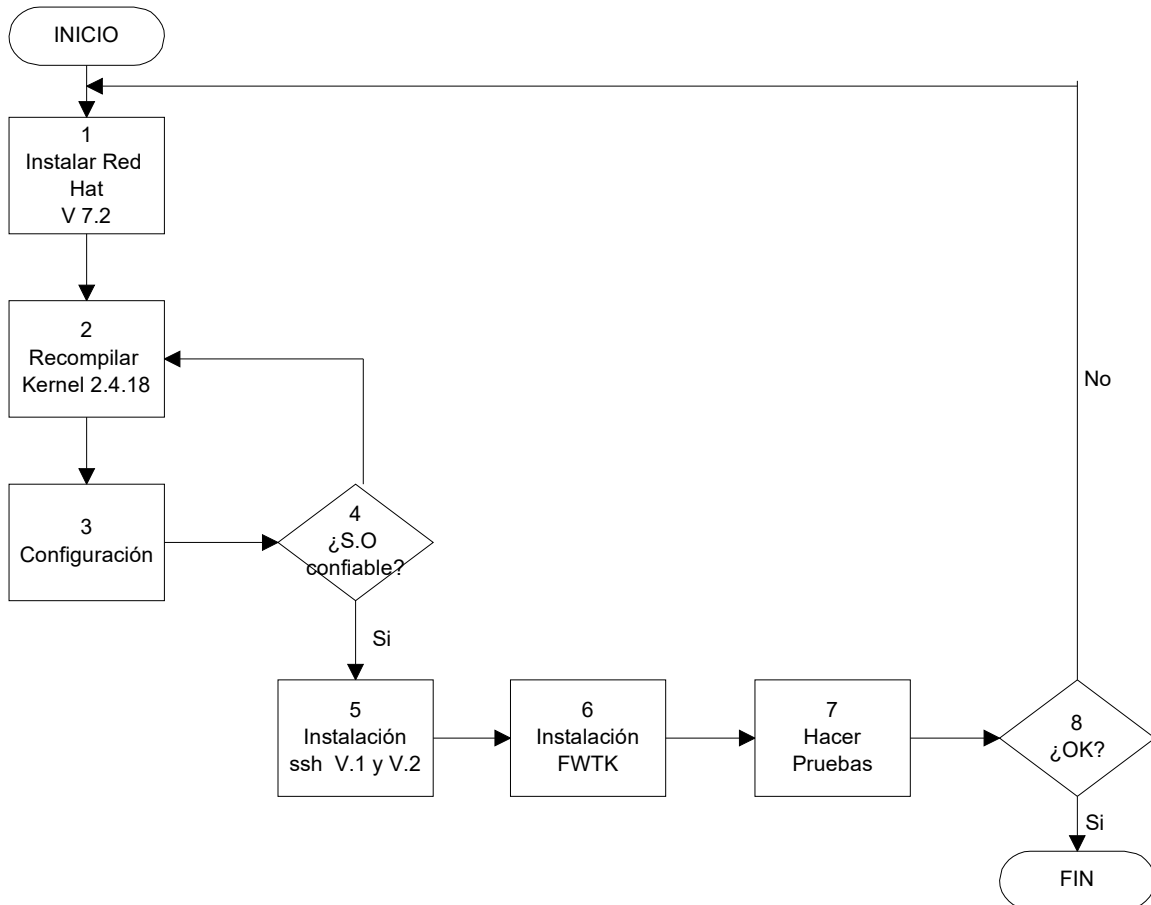 INICIO
1
Instalar Red
Hat
V 7.2
2
Recompilar
Kernel 2.4.18
No
3
Configuración
4
¿S.O
confiable?
Si
5
Instalación
ssh V.1 y V.2
6
Instalación
FWTK
7
Hacer
Pruebas
8
¿OK?
Si
FIN